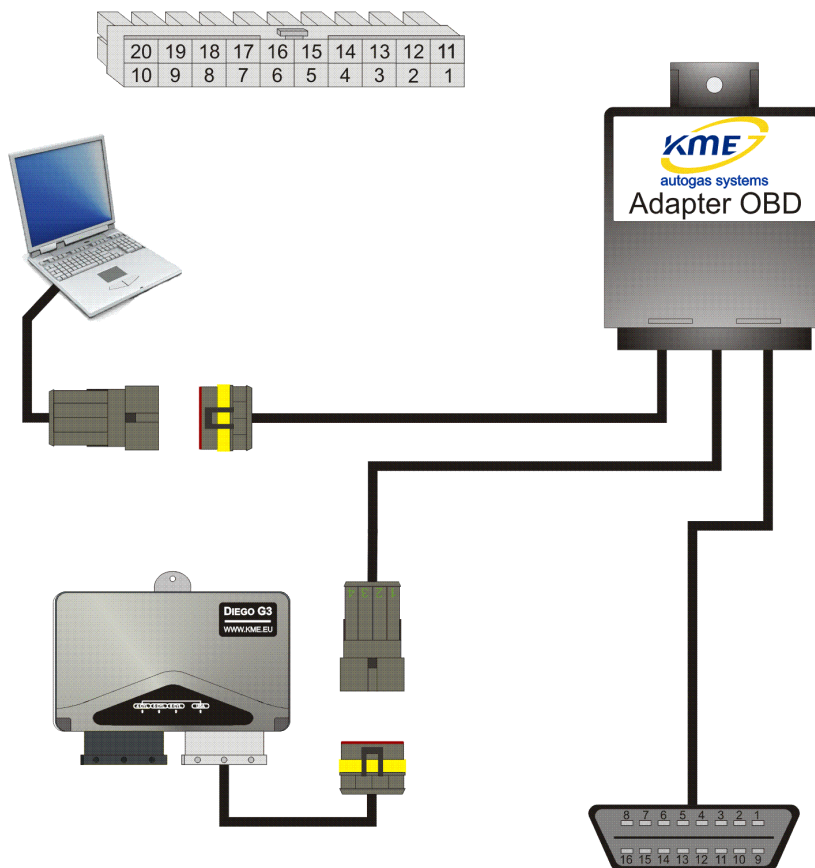 20 19 18 17 16 15 14 13 12 11
10 9 8 7 6 5 4 3 2 1
KME
autogas systems
Adapter OBD
DIEGO G3
WWW.KME.EU
8 7 6 5 4 3 2 1
16 15 14 13 12 11 10 9